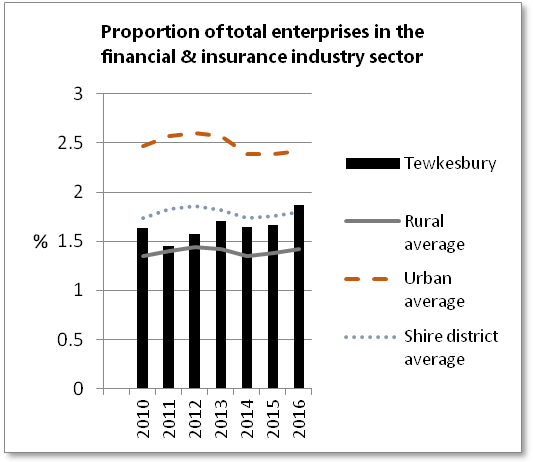 Proportion of total enterprises in the
financial & insurance industry sector
3
2.5
2
1.5
1
0.5
0
%
2010
2011
2012
2013
2014
2015
2016
Tewkesbury
Rural
average
Urban
average
Shire district
average